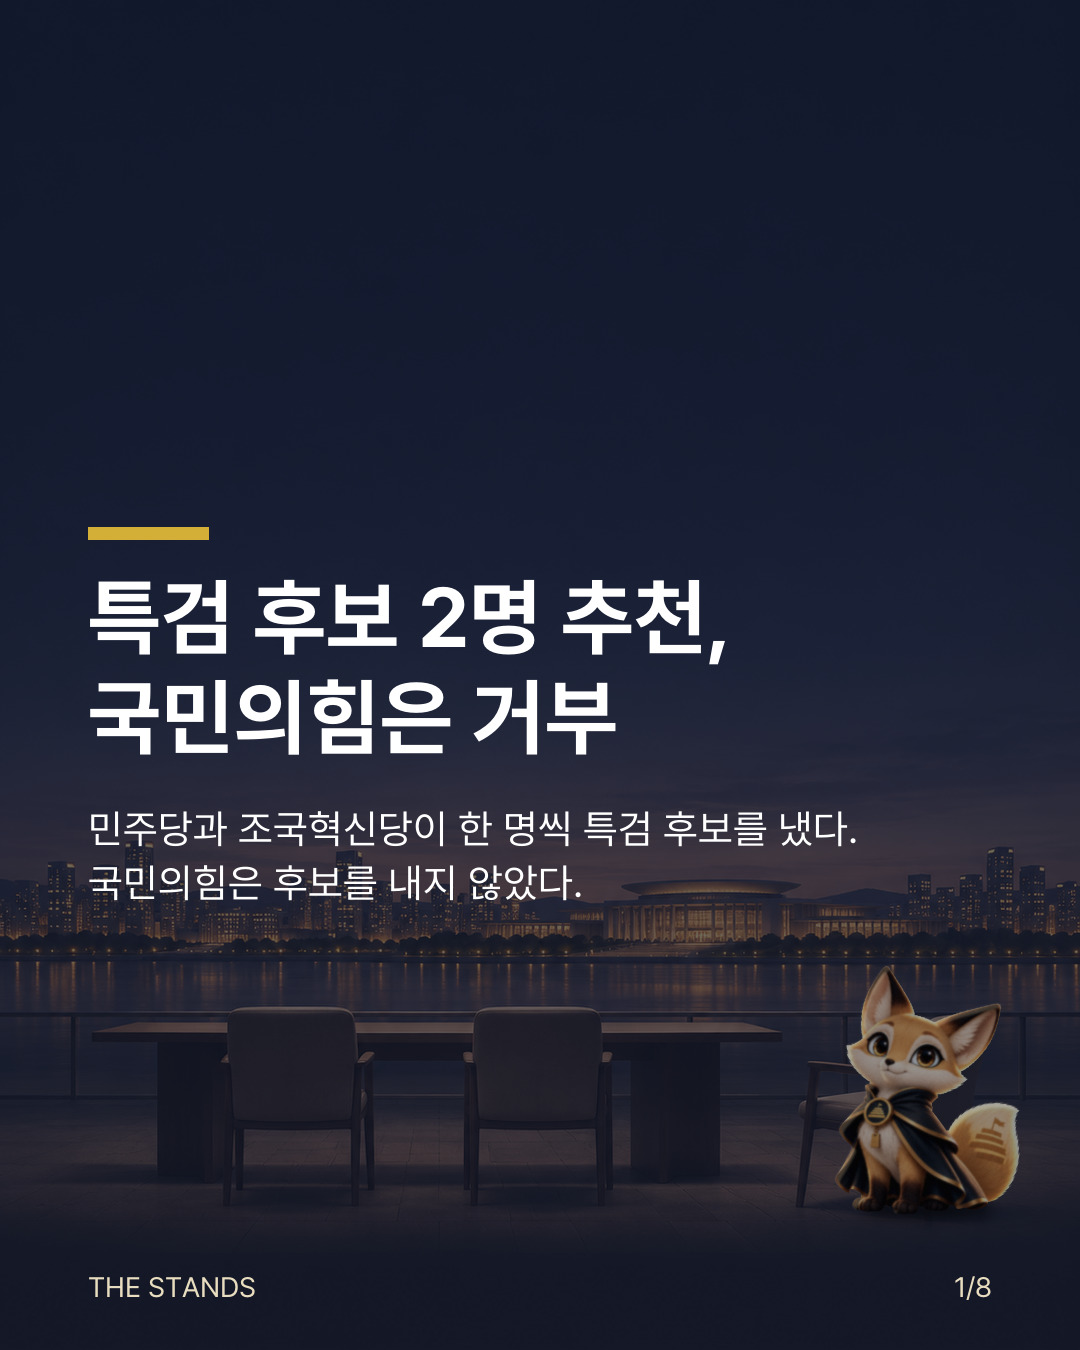 특검 후보 2명 추천,
국민의힘은 거부
민주당과 조국혁신당이 한 명씩 특검 후보를 냈다.
국민의힘은 후보를 내지 않았다.
THE STANDS
1/8